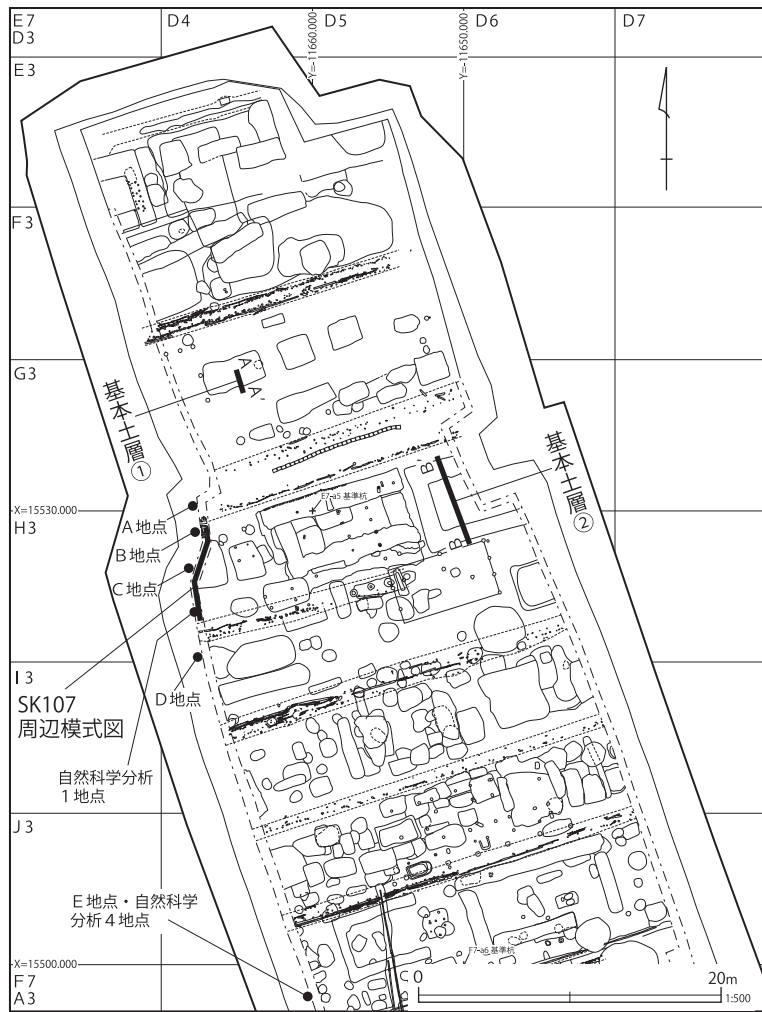 E7
D3
D4
D5
D6
D7
Y=-11660.000
Y=-11650.000
E3
F3
G3
A
A'
基本土層①
基本土層②
B
B'
E7-a5 基準杭
X=15530.000
H3
A地点
B地点
C地点
D地点
I3
SK107
周辺模式図
自然科学分析
1地点
J3
E地点・自然科学
分析4地点
F7-a6 基準杭
X=15500.000
F7
A3
C
0
20m
1:500